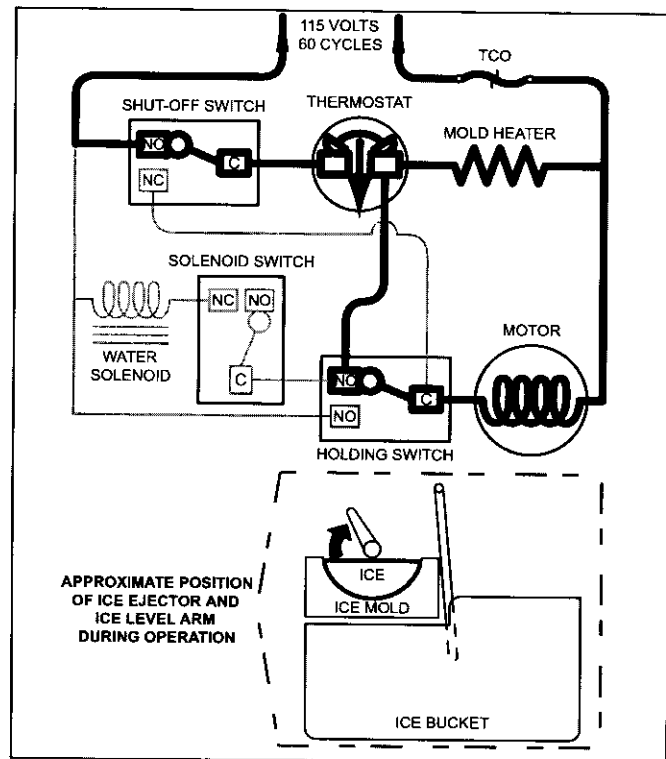 115 VOLTS
60 CYCLES
TCO
SHUT-OFF SWITCH
THERMOSTAT
MOLD HEATER
NO
C
NC
SOLENOID SWITCH
NC
NO
MOTOR
WATER
SOLENOID
C
NC
C
NO
HOLDING SWITCH
APPROXIMATE POSITION
OF ICE EJECTOR AND
ICE LEVEL ARM
DURING OPERATION
ICE
ICE MOLD
ICE BUCKET